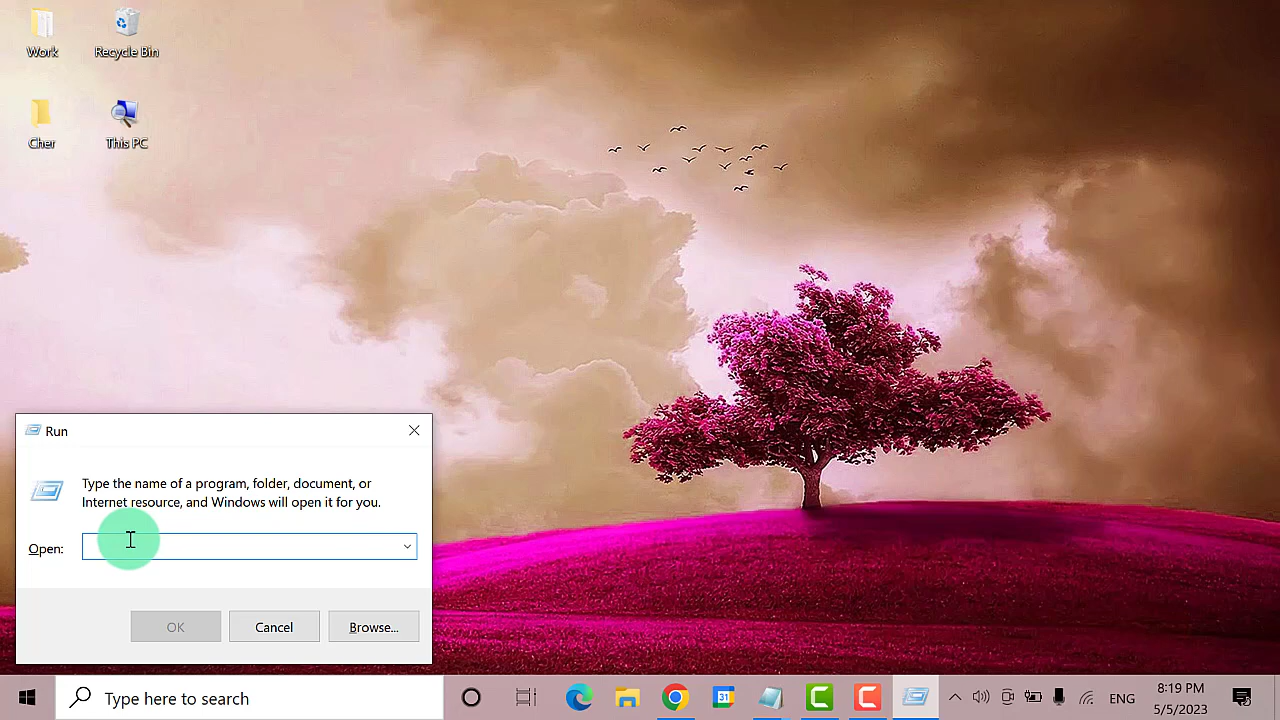 Work
Recycle Bin
Cher
This PC
Run
Type the name of a program, folder, document, or
Internet resource, and Windows will open it for you.
Open:
OK
Cancel
Browse...
Type here to search
31
ENG
8:19 PM
5/5/2023